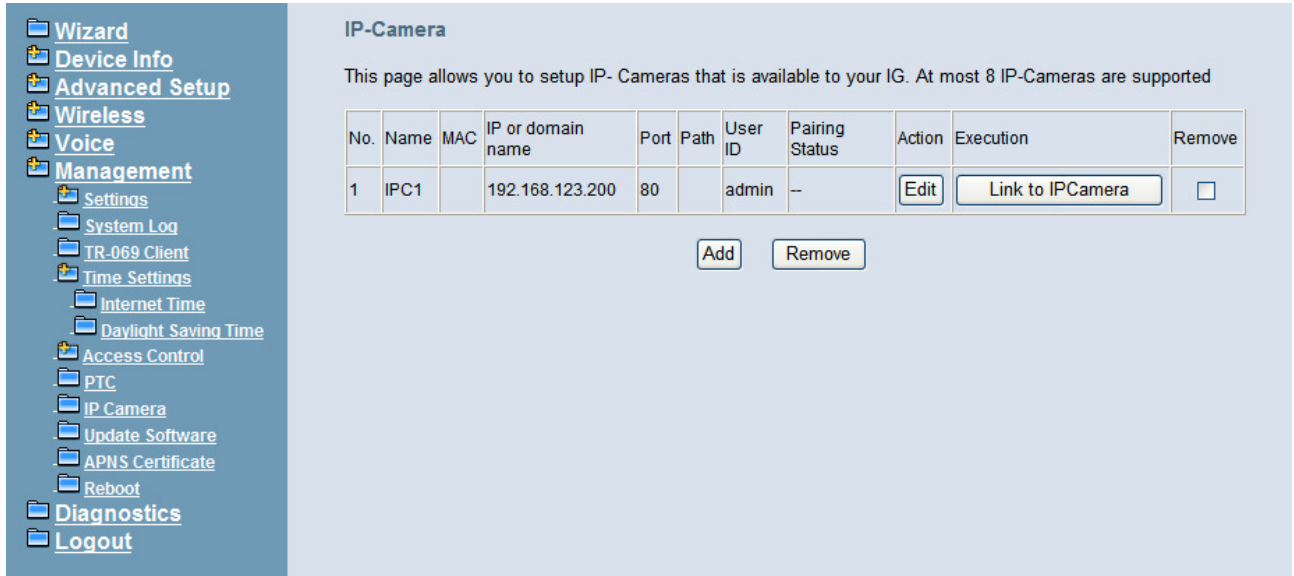 Wizard
Device Info
Advanced Setup
Wireless
Voice
Management
Settings
System Log
TR-069 Client
Time Settings
Internet Time
Daylight Saving Time
Access Control
PTC
IP Camera
Update Software
APNS Certificate
Reboot
Diagnostics
Logout
IP-Camera
This page allows you to setup IP- Cameras that is available to your IG. At most 8 IP-Cameras are supported
No. Name MAC IP or domain name Port Path User ID Pairing Status Action Execution Remove
1 IPC1 192.168.123.200 80 admin -- Edit Link to IPCamera
Add Remove